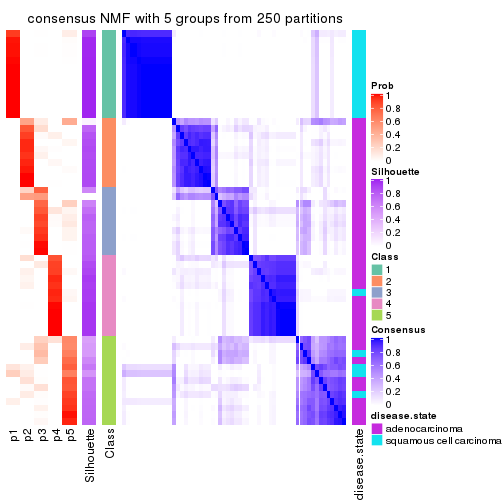 consensus NMF with 5 groups from 250 partitions
Prob
1
0.8
0.6
0.4
0.2
0
Silhouette
1
0.8
0.6
0.4
0.2
0
Class
1
2
3
4
5
Consensus
1
0.8
0.6
0.4
0.2
0
disease.state
adenocarcinoma
squamous cell carcinoma
p1
p2
p3
p4
p5
Silhouette
Class
disease.state